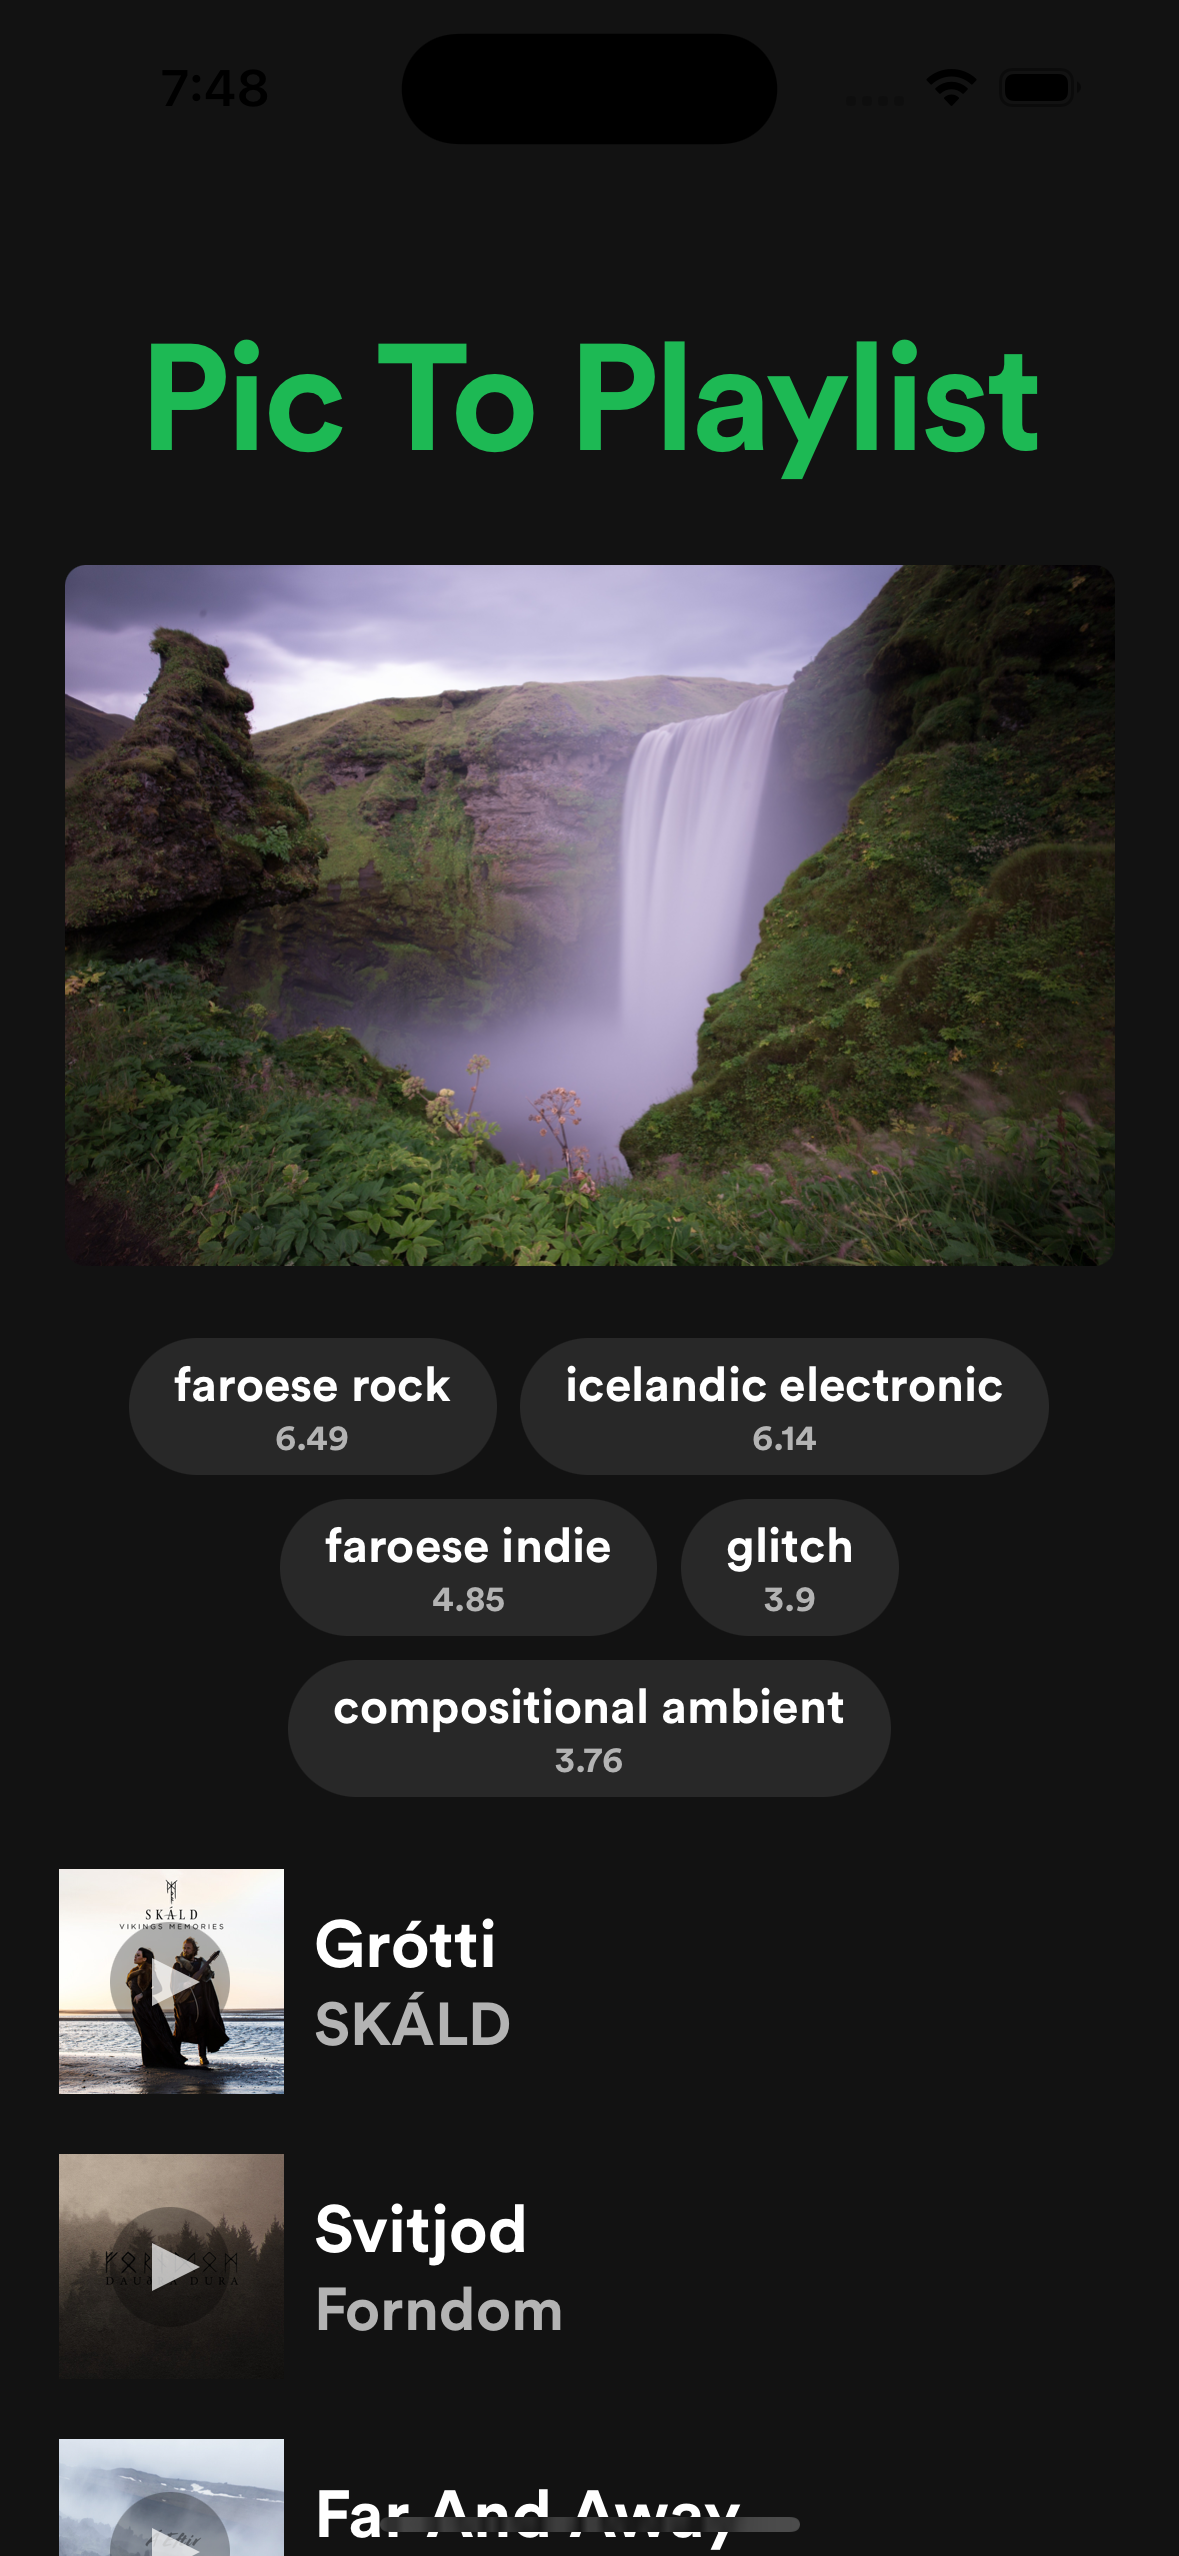 7:48
Pic To Playlist
faroese rock
6.49
icelandic electronic
6.14
faroese indie
4.85
glitch
3.9
compositional ambient
3.76
SKÁLD
VIKINGS MEMORIES
Grótti
SKÁLD
Svitjod
Forndom
Far And Away